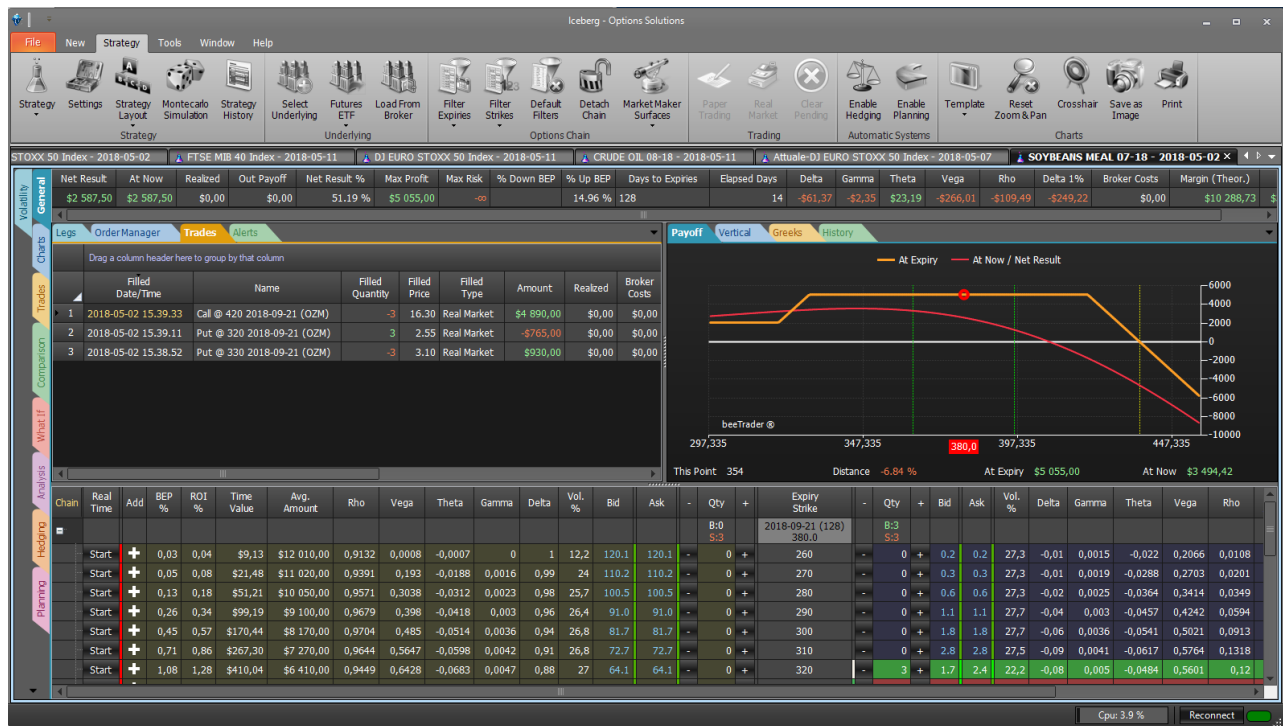 Iceberg - Options Solutions
File New Strategy Tools Window Help
Strategy Settings Strategy Layout Montecarlo Simulation Strategy History Select Underlying Futures ETF Load From Broker Filter Expiries Filter Strikes Default Filters Detach Chain Market Maker Surfaces Paper Trading Real Market Clear Pending Enable Hedging Enable Planning Template Reset Zoom & Pan Crosshair Save as Image Print
Strategy Underlying Options Chain Trading Automatic Systems Charts
STOXX 50 Index - 2018-05-02 FTSE MIB 40 Index - 2018-05-11 DJ EURO STOXX 50 Index - 2018-05-11 CRUDE OIL 08-18 - 2018-05-11 Attuale-DJ EURO STOXX 50 Index - 2018-05-07 SOYBEANS MEAL 07-18 - 2018-05-02 ×
Volatility
General
Charts
Trades
Comparison
What If
Analysis
Hedging
Planning
Net Result At Now Realized Out Payoff Net Result % Max Profit Max Risk % Down BEP % Up BEP Days to Expiries Elapsed Days Delta Gamma Theta Vega Rho Delta 1% Broker Costs Margin (Theor.)
$2 587,50 $2 587,50 $0,00 $0,00 51.19 % $5 055,00 -∞ 14.96 % 128 14 -$61,37 -$2,35 $23,19 -$266,01 -$109,49 -$249,22 $0,00 $10 288,73
Legs Order Manager Trades Alerts
Drag a column header here to group by that column
Filled Date/Time Name Filled Quantity Filled Price Filled Type Amount Realized Broker Costs
1 2018-05-02 15.39.33 Call @ 420 2018-09-21 (OZM) -3 16.30 Real Market $4 890,00 $0,00 $0,00
2 2018-05-02 15.39.11 Put @ 320 2018-09-21 (OZM) 3 2.55 Real Market -$765,00 $0,00 $0,00
3 2018-05-02 15.38.52 Put @ 330 2018-09-21 (OZM) -3 3.10 Real Market $930,00 $0,00 $0,00
Payoff Vertical Greeks History
At Expiry At Now / Net Result
6000
4000
2000
0
-2000
-4000
-6000
-8000
-10000
beeTrader ®
297,335 347,335 380,0 397,335 447,335
This Point 354 Distance -6.84 % At Expiry $5 055,00 At Now $3 494,42
Chain Real Time Add BEP % ROI % Time Value Avg. Amount Rho Vega Theta Gamma Delta Vol. % Bid Ask - Qty + Expiry Strike - Qty + Bid Ask Vol. % Delta Gamma Theta Vega Rho
B:0 S:3 2018-09-21 (128) 380.0 B:3 S:3
Start 0,03 0,04 $9,13 $12 010,00 0,9132 0,0008 -0,0007 0 1 12,2 120.1 120.1 - 0 + 260 - 0 + 0.2 0.2 27,3 -0,01 0,0015 -0,022 0,2066 0,0108
Start 0,05 0,08 $21,48 $11 020,00 0,9391 0,193 -0,0188 0,0016 0,99 24 110.2 110.2 - 0 + 270 - 0 + 0.3 0.3 27,3 -0,01 0,0019 -0,0288 0,2703 0,0201
Start 0,13 0,18 $51,21 $10 050,00 0,9571 0,3038 -0,0312 0,0023 0,98 25,7 100.5 100.5 - 0 + 280 - 0 + 0.6 0.6 27,3 -0,02 0,0025 -0,0364 0,3414 0,0349
Start 0,26 0,34 $99,19 $9 100,00 0,9679 0,398 -0,0418 0,003 0,96 26,4 91.0 91.0 - 0 + 290 - 0 + 1.1 1.1 27,7 -0,04 0,003 -0,0457 0,4242 0,0594
Start 0,45 0,57 $170,44 $8 170,00 0,9704 0,485 -0,0514 0,0036 0,94 26,8 81.7 81.7 - 0 + 300 - 0 + 1.8 1.8 27,7 -0,06 0,0036 -0,0541 0,5021 0,0913
Start 0,71 0,86 $267,30 $7 270,00 0,9644 0,5647 -0,0598 0,0042 0,91 26,8 72.7 72.7 - 0 + 310 - 0 + 2.8 2.8 27,5 -0,09 0,0041 -0,0617 0,5764 0,1318
Start 1,08 1,28 $410,04 $6 410,00 0,9449 0,6428 -0,0683 0,0047 0,88 27 64.1 64.1 - 0 + 320 - 3 + 1.7 2.4 22,2 -0,08 0,005 -0,0484 0,5601 0,12
Cpu: 3.9 % Reconnect